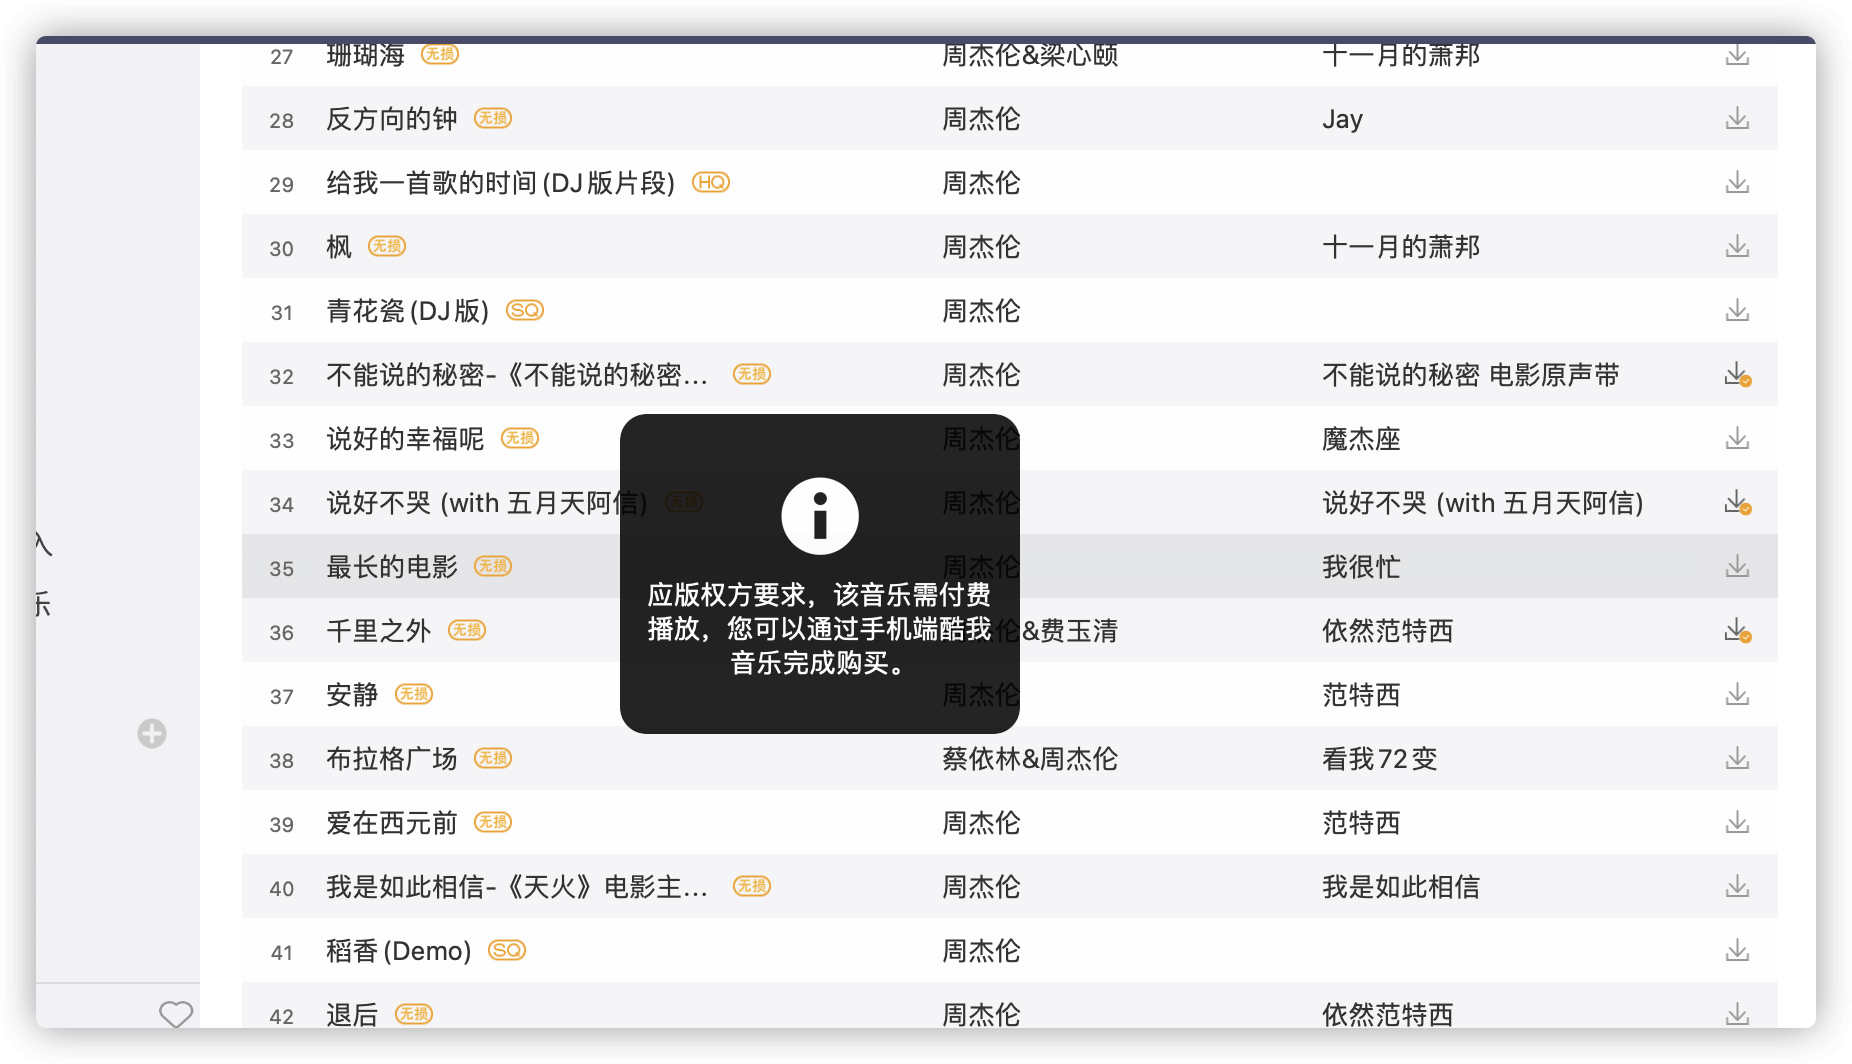 27 珊瑚海 无损 周杰伦&梁心颐 十一月的萧邦
28 反方向的钟 无损 周杰伦 Jay
29 给我一首歌的时间(DJ版片段) HQ 周杰伦
30 枫 无损 周杰伦 十一月的萧邦
31 青花瓷(DJ版) SQ 周杰伦
32 不能说的秘密-《不能说的秘密... 无损 周杰伦 不能说的秘密 电影原声带
33 说好的幸福呢 无损 周杰伦 魔杰座
34 说好不哭 (with 五月天阿信) 无损 周杰伦 说好不哭 (with 五月天阿信)
35 最长的电影 无损 周杰伦 我很忙
应版权方要求，该音乐需付费
播放，您可以通过手机端酷我
音乐完成购买。
入
乐
36 千里之外 无损 伦&费玉清 依然范特西
37 安静 无损 周杰伦 范特西
38 布拉格广场 无损 蔡依林&周杰伦 看我72变
39 爱在西元前 无损 周杰伦 范特西
40 我是如此相信-《天火》电影主... 无损 周杰伦 我是如此相信
41 稻香(Demo) SQ 周杰伦
42 退后 无损 周杰伦 依然范特西